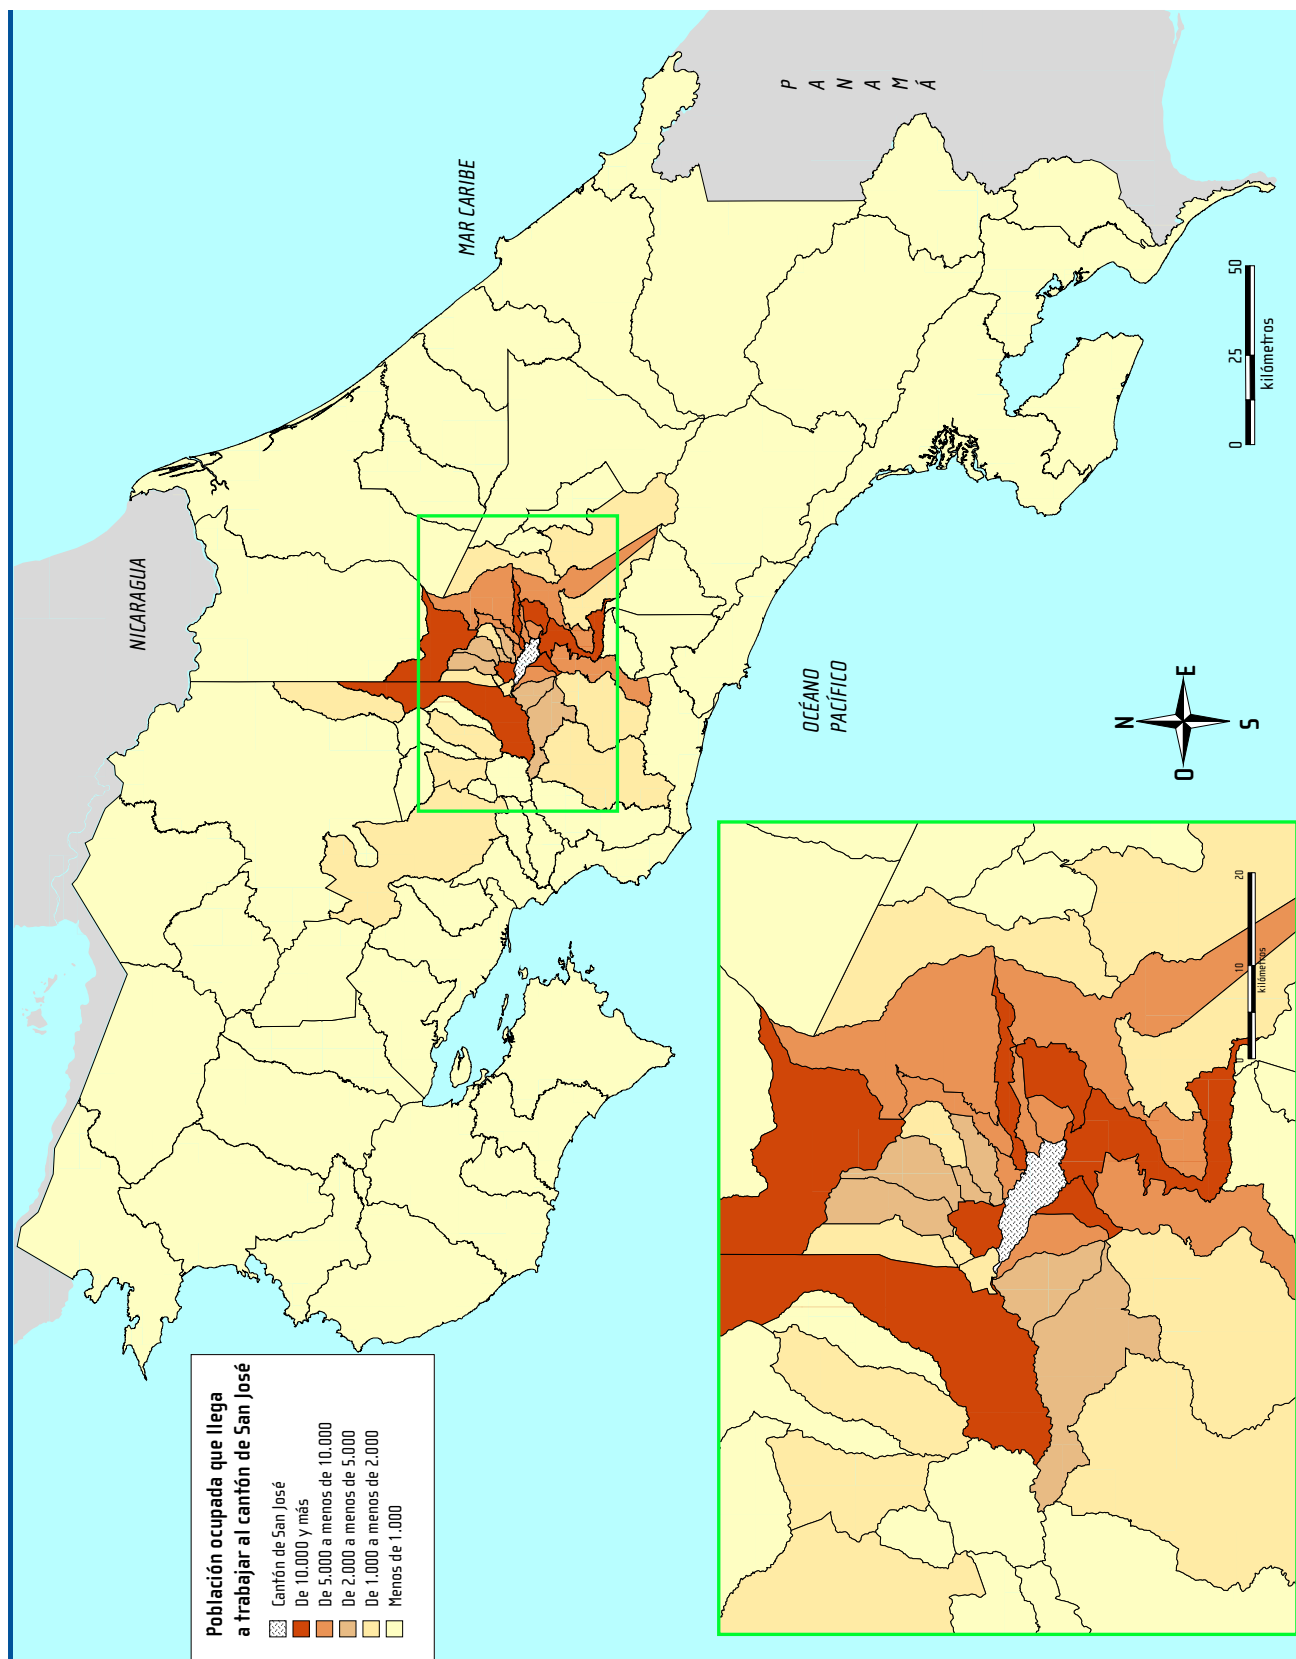 Población ocupada que llega
a trabajar al cantón de San José
Cantón de San José
De 10.000 y más
De 5.000 a menos de 10.000
De 2.000 a menos de 5.000
De 1.000 a menos de 2.000
Menos de 1.000
NICARAGUA
MAR CARIBE
PANAMÁ
OCÉANO
PACÍFICO
N
O
E
S
0 25 50
kilómetros
0 10 20
kilómetros